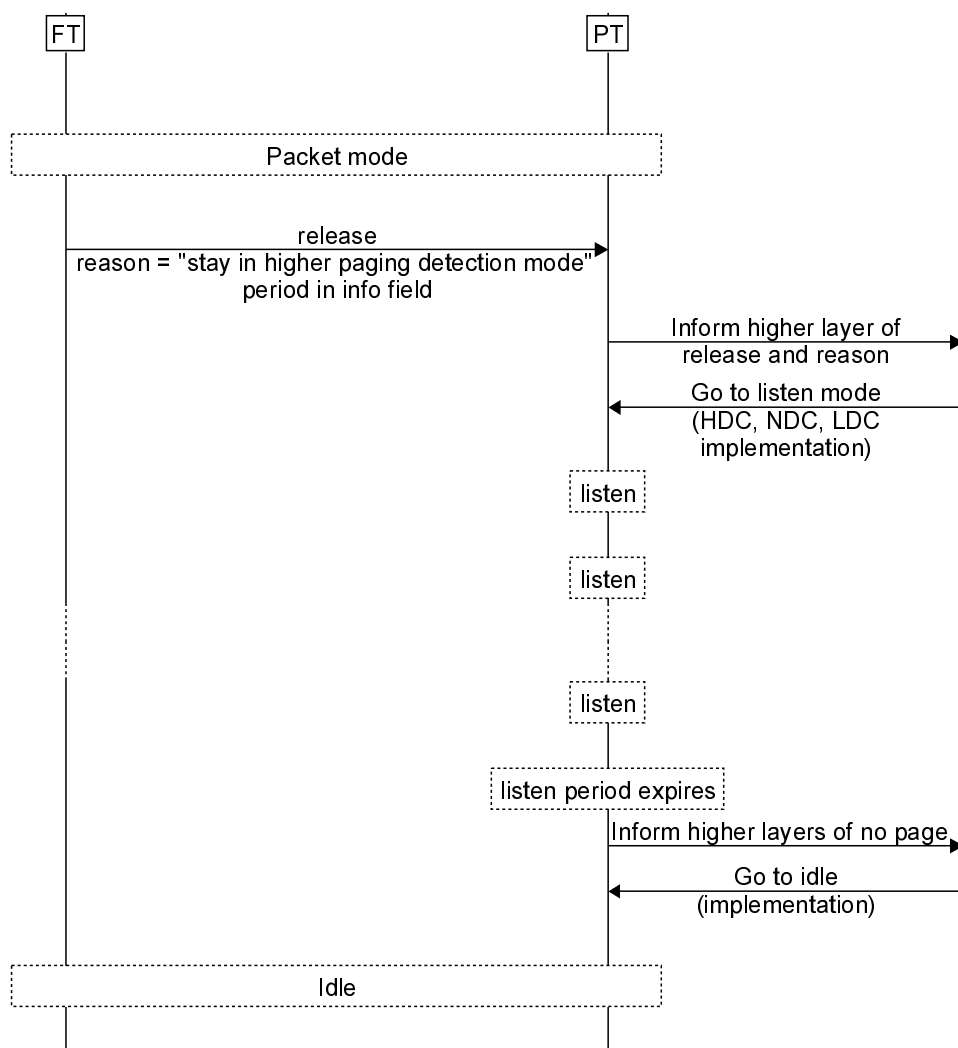 FT
PT
Packet mode
release
reason = "stay in higher paging detection mode"
period in info field
Inform higher layer of
release and reason
Go to listen mode
(HDC, NDC, LDC
implementation)
listen
listen
listen
listen period expires
Inform higher layers of no page
Go to idle
(implementation)
Idle